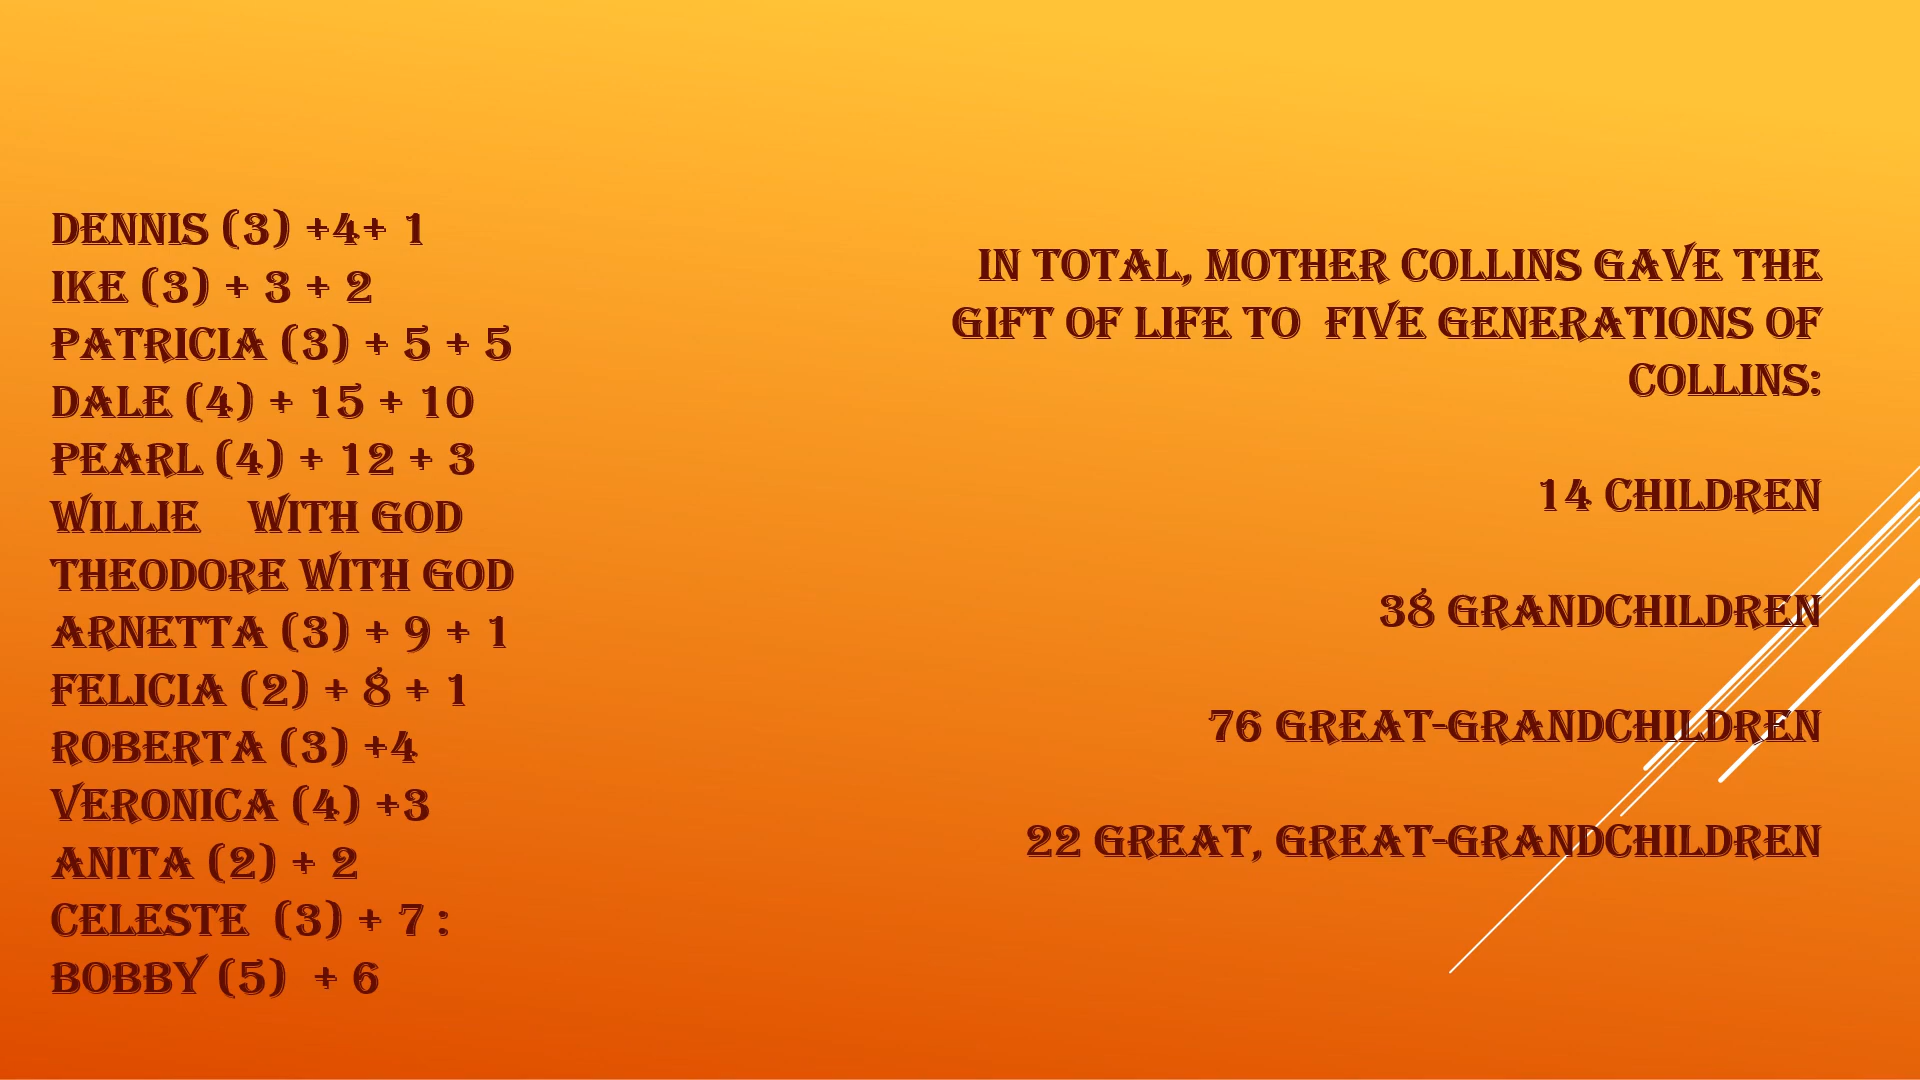 DENNIS (3) +4+ 1
IKE (3) + 3 + 2
PATRICIA (3) + 5 + 5
DALE (4) + 15 + 10
PEARL (4) + 12 + 3
WILLIE WITH GOD
THEODORE WITH GOD
ARNETTA (3) + 9 + 1
FELICIA (2) + 8 + 1
ROBERTA (3) +4
VERONICA (4) +3
ANITA (2) + 2
CELESTE (3) + 7 :
BOBBY (5) + 6
IN TOTAL, MOTHER COLLINS GAVE THE
GIFT OF LIFE TO FIVE GENERATIONS OF
COLLINS:
14 CHILDREN
38 GRANDCHILDREN
76 GREAT-GRANDCHILDREN
22 GREAT, GREAT-GRANDCHILDREN